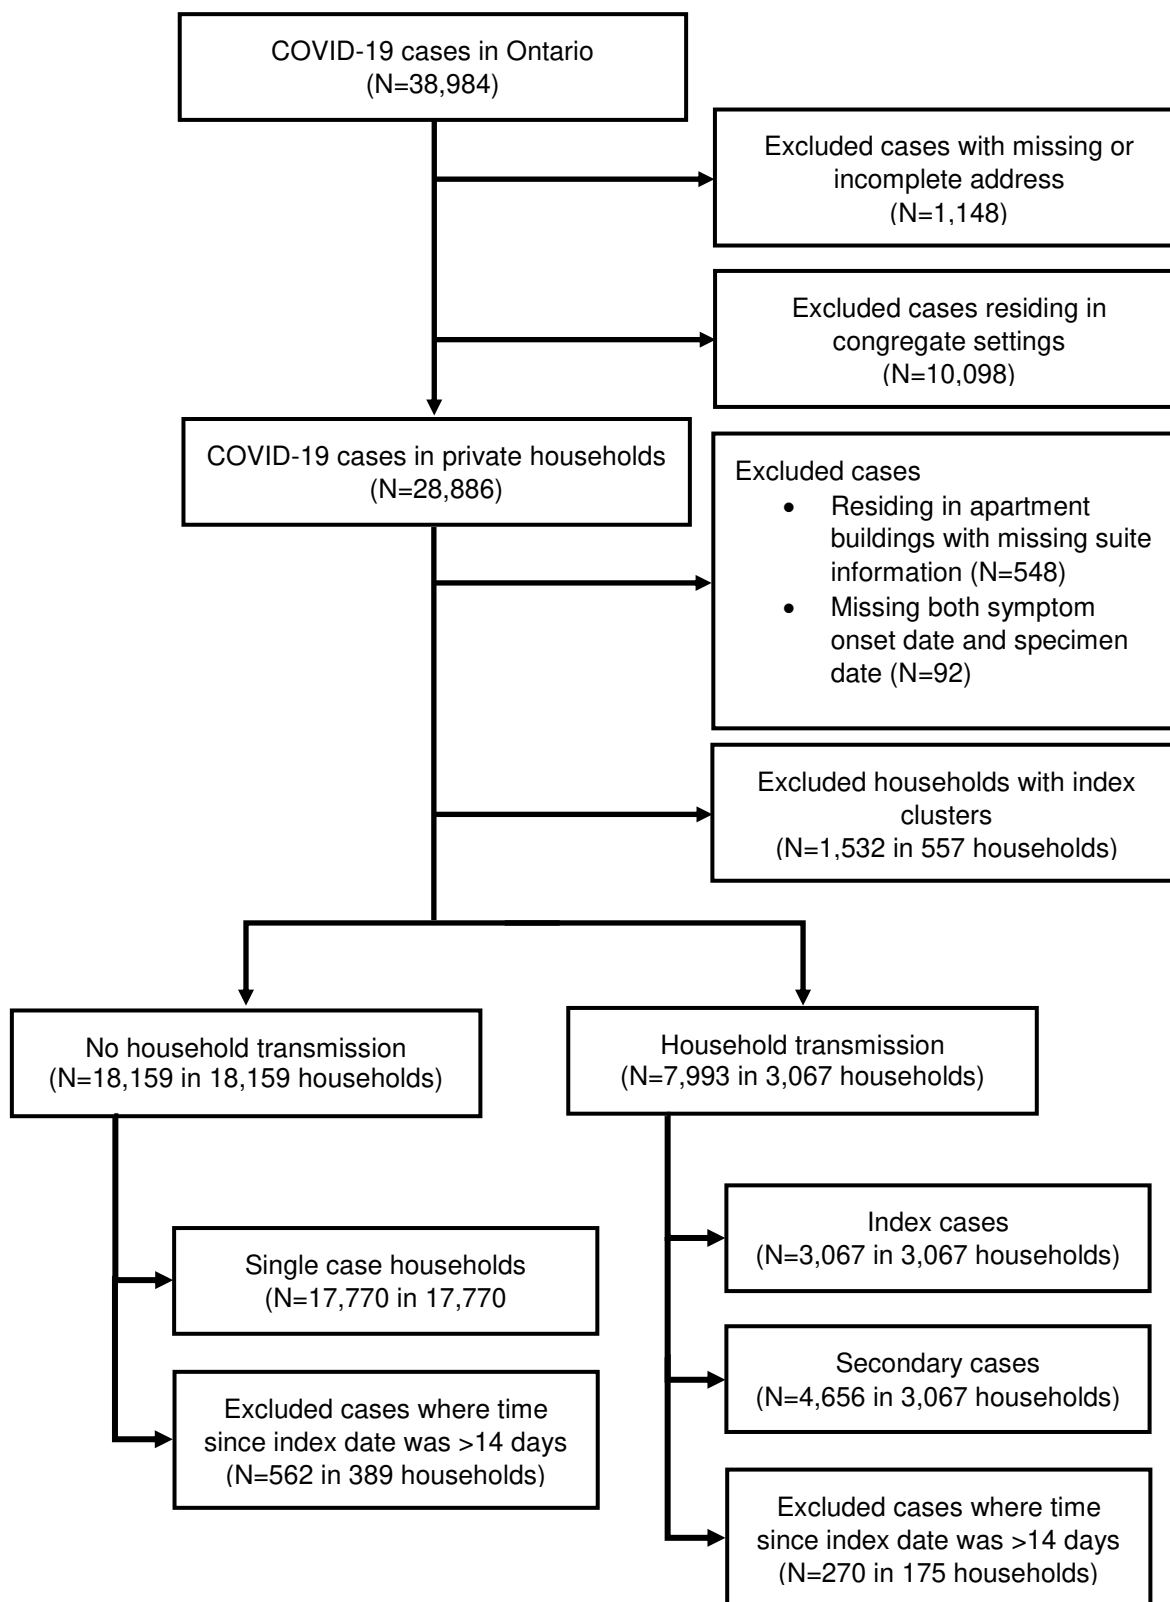 COVID-19 cases in Ontario
(N=38,984)
Excluded cases with missing or
incomplete address
(N=1,148)
Excluded cases residing in
congregate settings
(N=10,098)
COVID-19 cases in private households
(N=28,886)
Excluded cases
• Residing in apartment
buildings with missing suite
information (N=548)
• Missing both symptom
onset date and specimen
date (N=92)
Excluded households with index
clusters
(N=1,532 in 557 households)
No household transmission
(N=18,159 in 18,159 households)
Household transmission
(N=7,993 in 3,067 households)
Single case households
(N=17,770 in 17,770
Excluded cases where time
since index date was >14 days
(N=562 in 389 households)
Index cases
(N=3,067 in 3,067 households)
Secondary cases
(N=4,656 in 3,067 households)
Excluded cases where time
since index date was >14 days
(N=270 in 175 households)